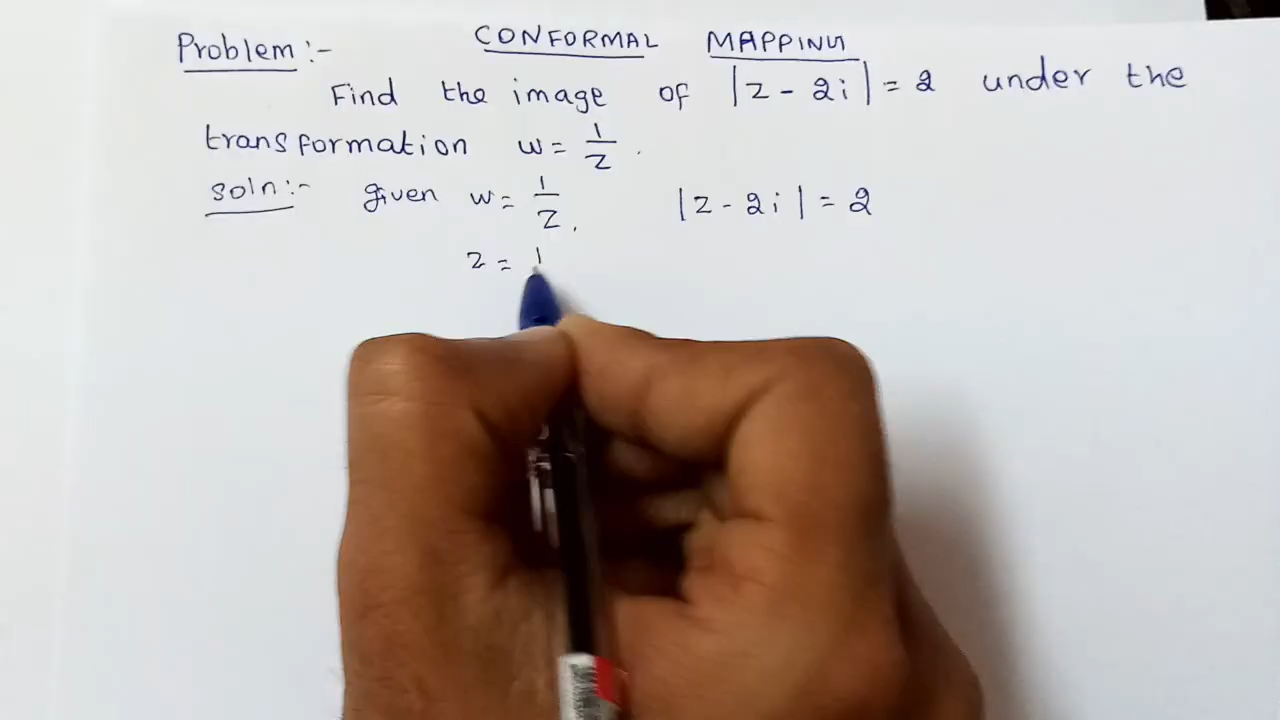 CONFORMAL MAPPING
Problem :-
Find the image of |z - 2i| = 2 under the
transformation w = 1/z .
Soln:- given w = 1/z , |z - 2i| = 2
z = 1